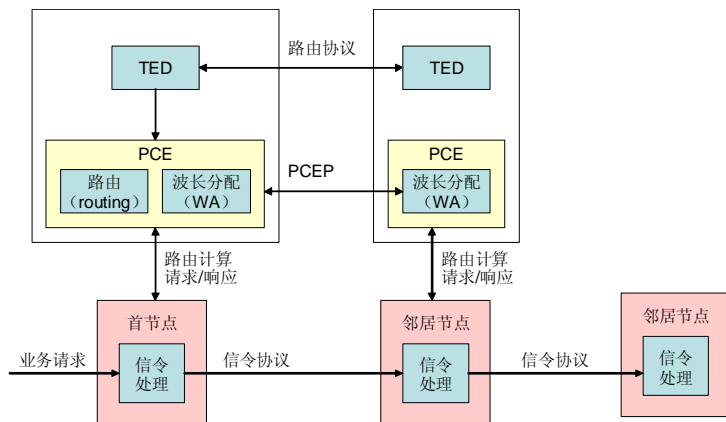 TED
路由协议
TED
PCE
路由
（routing）
波长分配
（WA）
PCEP
PCE
波长分配
（WA）
路由计算
请求/响应
路由计算
请求/响应
首节点
邻居节点
邻居节点
业务请求
信令
处理
信令协议
信令
处理
信令协议
信令
处理